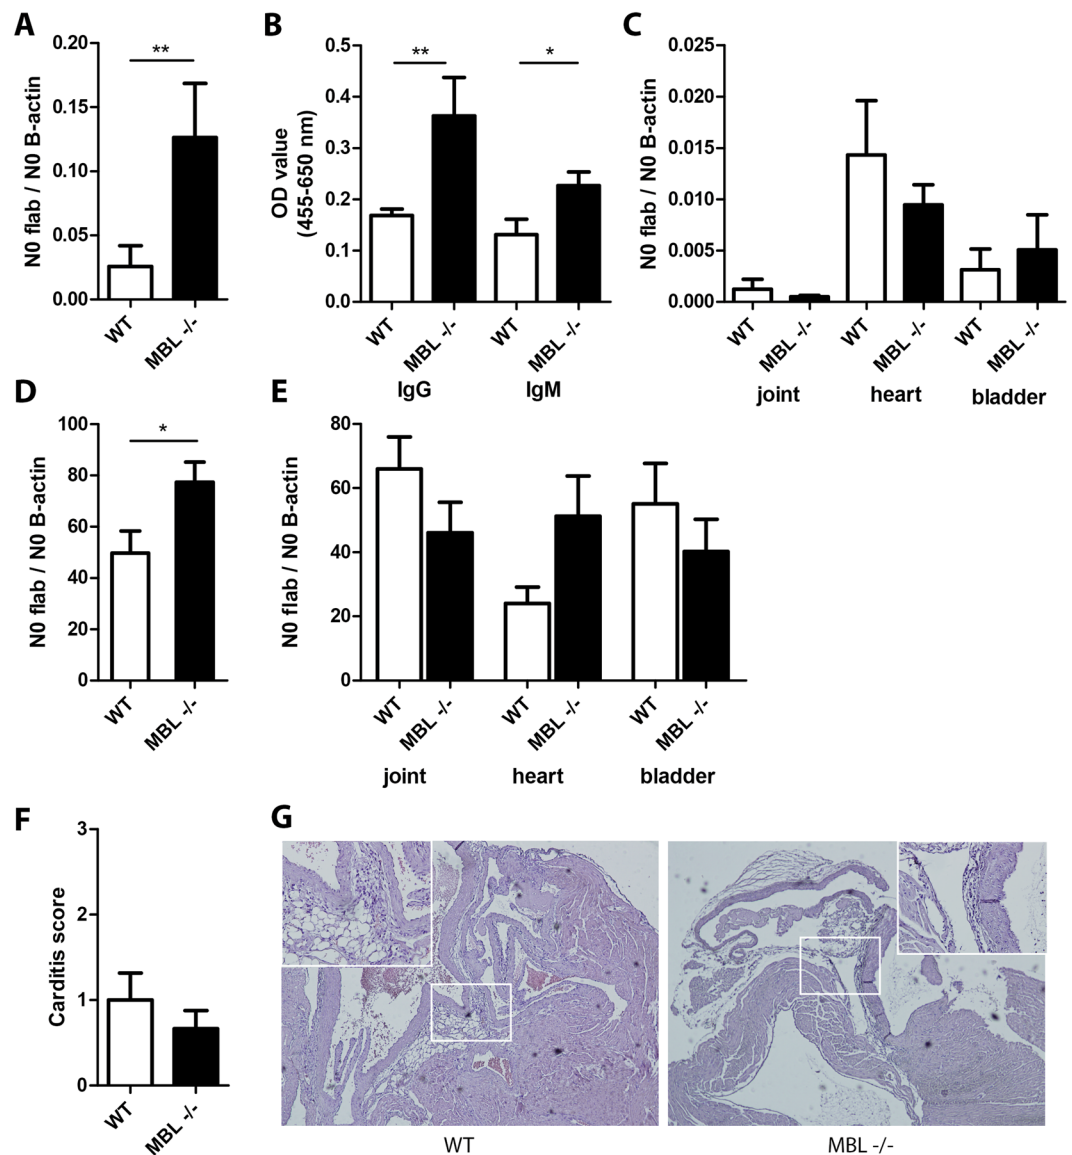 A
N0 flab / N0 B-actin
0.20
0.15
0.10
0.05
0.00
**
WT
MBL -/-
B
OD value
(455-650 nm)
0.5
0.4
0.3
0.2
0.1
0.0
**
*
WT
MBL -/-
WT
MBL -/-
IgG
IgM
C
N0 flab / N0 B-actin
0.025
0.020
0.015
0.010
0.005
0.000
WT
MBL -/-
WT
MBL -/-
WT
MBL -/-
joint
heart
bladder
D
N0 flab / N0 B-actin
100
80
60
40
20
0
*
WT
MBL -/-
E
N0 flab / N0 B-actin
80
60
40
20
0
WT
MBL -/-
WT
MBL -/-
WT
MBL -/-
joint
heart
bladder
F
Carditis score
3
2
1
0
WT
MBL -/-
G
WT
MBL -/-